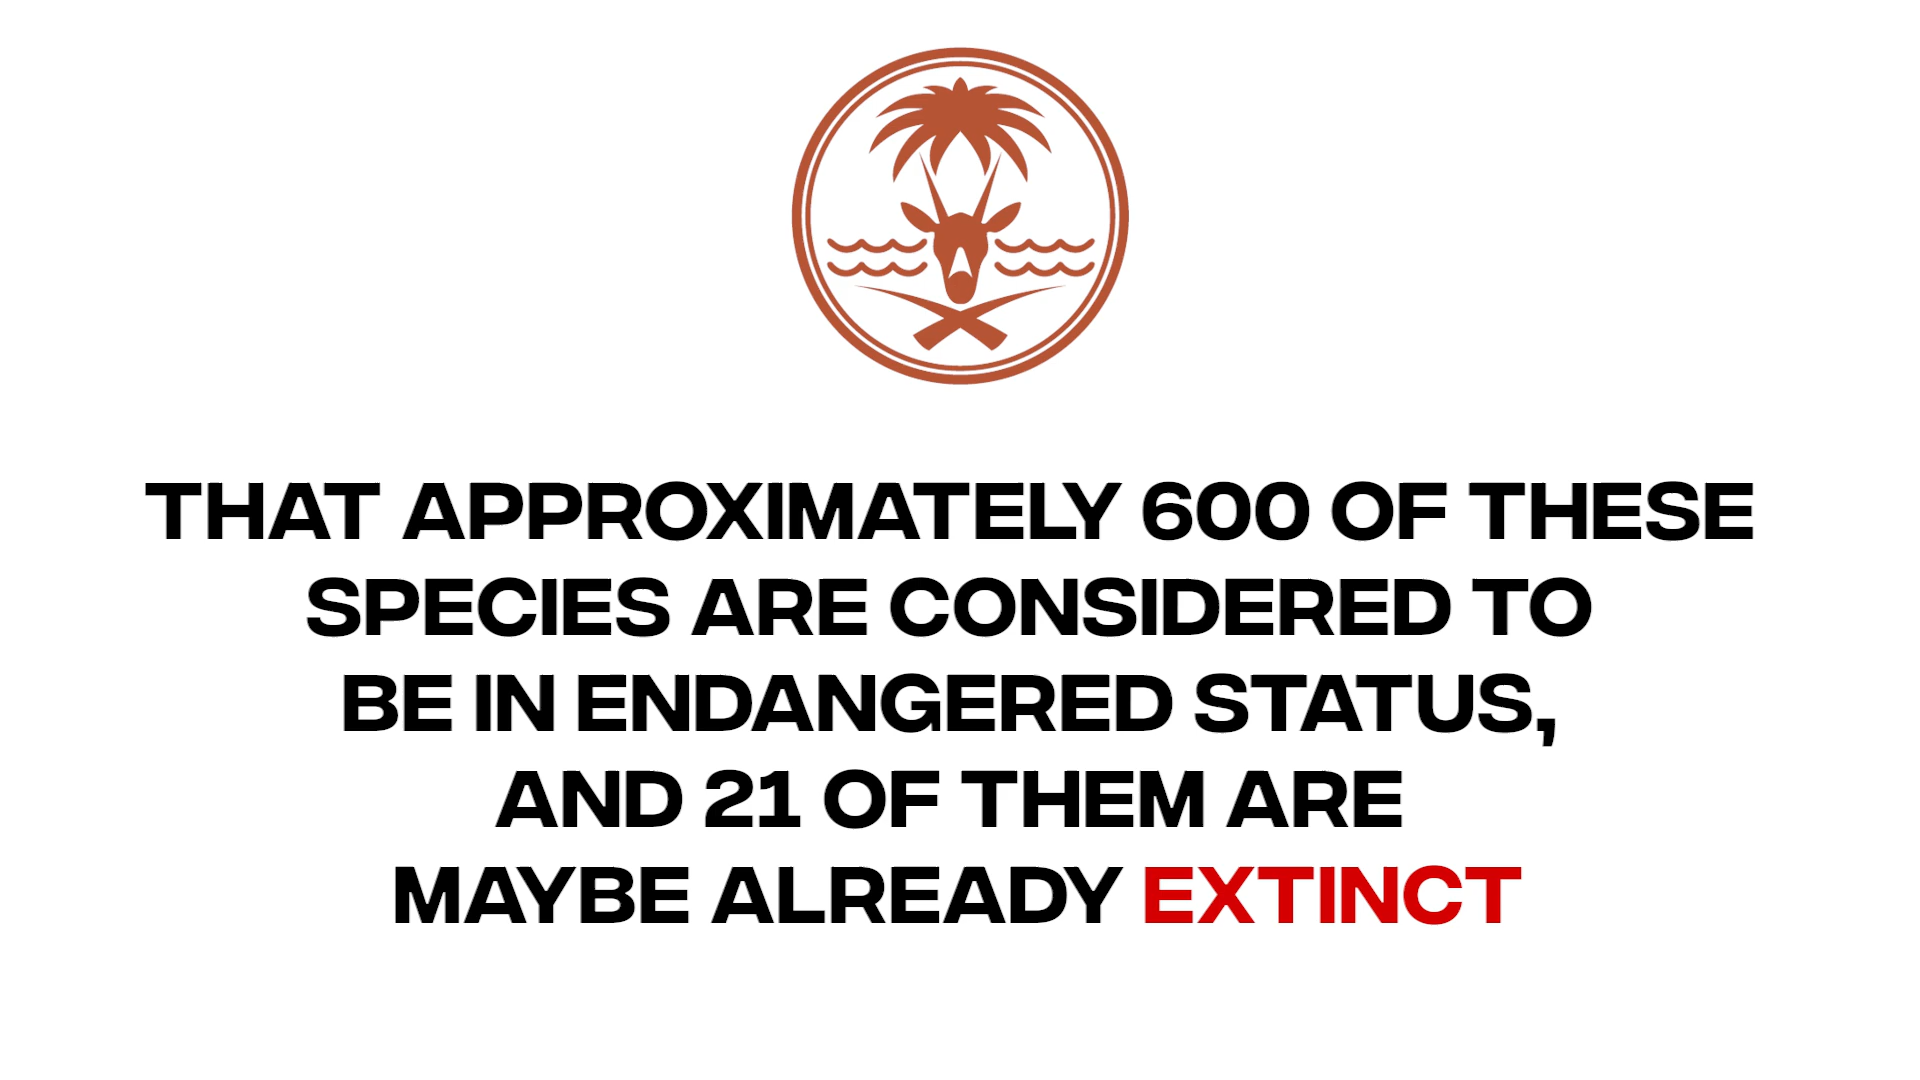 THAT APPROXIMATELY 600 OF THESE
SPECIES ARE CONSIDERED TO
BE IN ENDANGERED STATUS,
AND 21 OF THEM ARE
MAYBE ALREADY EXTINCT